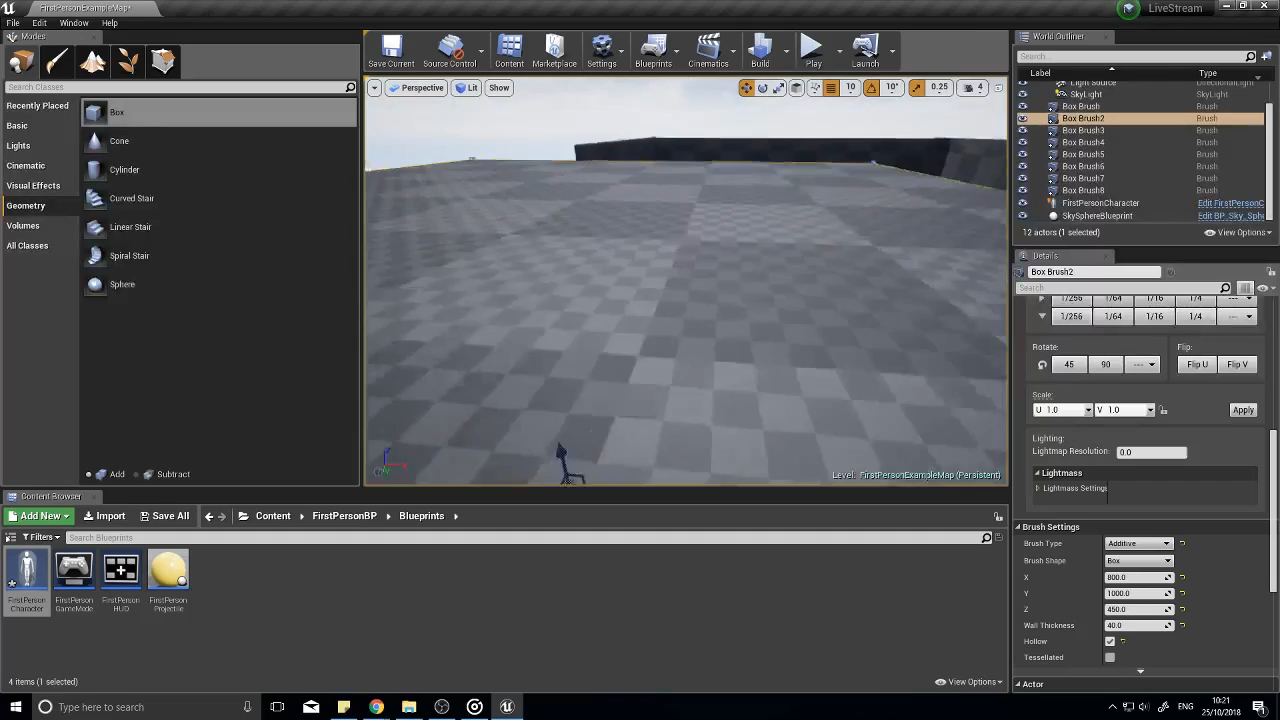 FirstPersonExampleMap*
LiveStream
File
Edit
Window
Help
Modes
Search Classes
Recently Placed
Basic
Lights
Cinematic
Visual Effects
Geometry
Volumes
All Classes
Box
Cone
Cylinder
Curved Stair
Linear Stair
Spiral Stair
Sphere
Add
Subtract
Save Current
Source Control
Content
Marketplace
Settings
Blueprints
Cinematics
Build
Play
Launch
Perspective
Lit
Show
10
10°
0.25
4
Level: FirstPersonExampleMap (Persistent)
World Outliner
Search...
Label
Type
Light Source
DirectionalLight
SkyLight
SkyLight
Box Brush
Brush
Box Brush2
Brush
Box Brush3
Brush
Box Brush4
Brush
Box Brush5
Brush
Box Brush6
Brush
Box Brush7
Brush
Box Brush8
Brush
FirstPersonCharacter
Edit FirstPersonC
SkySphereBlueprint
Edit BP_Sky_Sphe
12 actors (1 selected)
View Options
Details
Box Brush2
Search
1/256
1/64
1/16
1/4
---
1/256
1/64
1/16
1/4
---
Rotate:
Flip:
45
90
---
Flip U
Flip V
Scale:
U 1.0
V 1.0
Apply
Lighting:
Lightmap Resolution:
0.0
Lightmass
Lightmass Settings
Brush Settings
Brush Type
Additive
Brush Shape
Box
X
800.0
Y
1000.0
Z
450.0
Wall Thickness
40.0
Hollow
Tessellated
Actor
Content Browser
Add New
Import
Save All
Content
FirstPersonBP
Blueprints
Filters
Search Blueprints
FirstPerson
Character
FirstPerson
GameMode
FirstPerson
HUD
FirstPerson
Projectile
4 items (1 selected)
View Options
Type here to search
ENG
10:21
25/10/2018